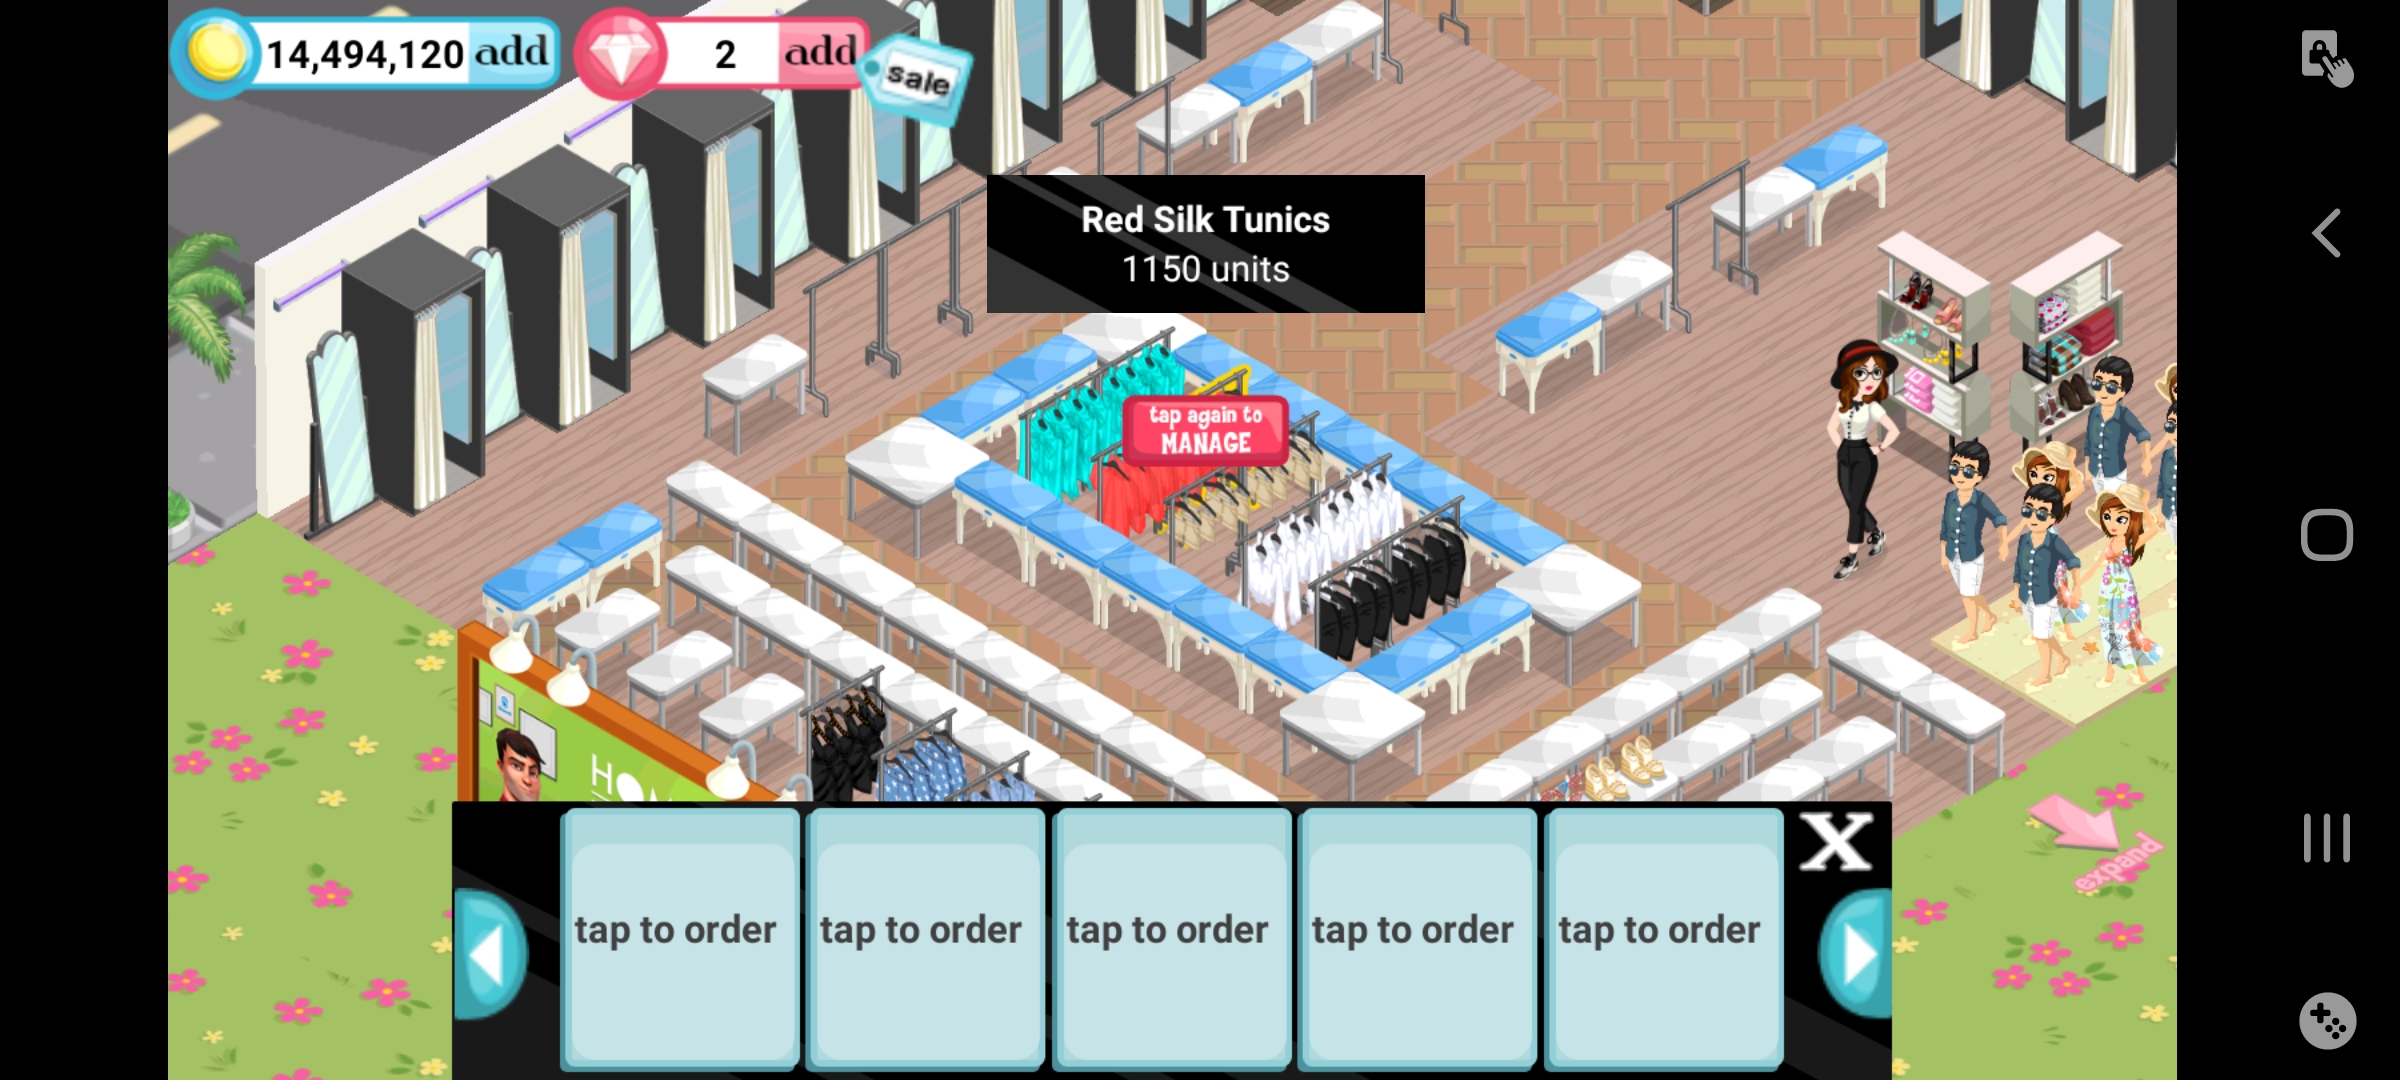 14,494,120 add
2 add
sale
Red Silk Tunics
1150 units
tap again to
MANAGE
expand
X
tap to order
tap to order
tap to order
tap to order
tap to order